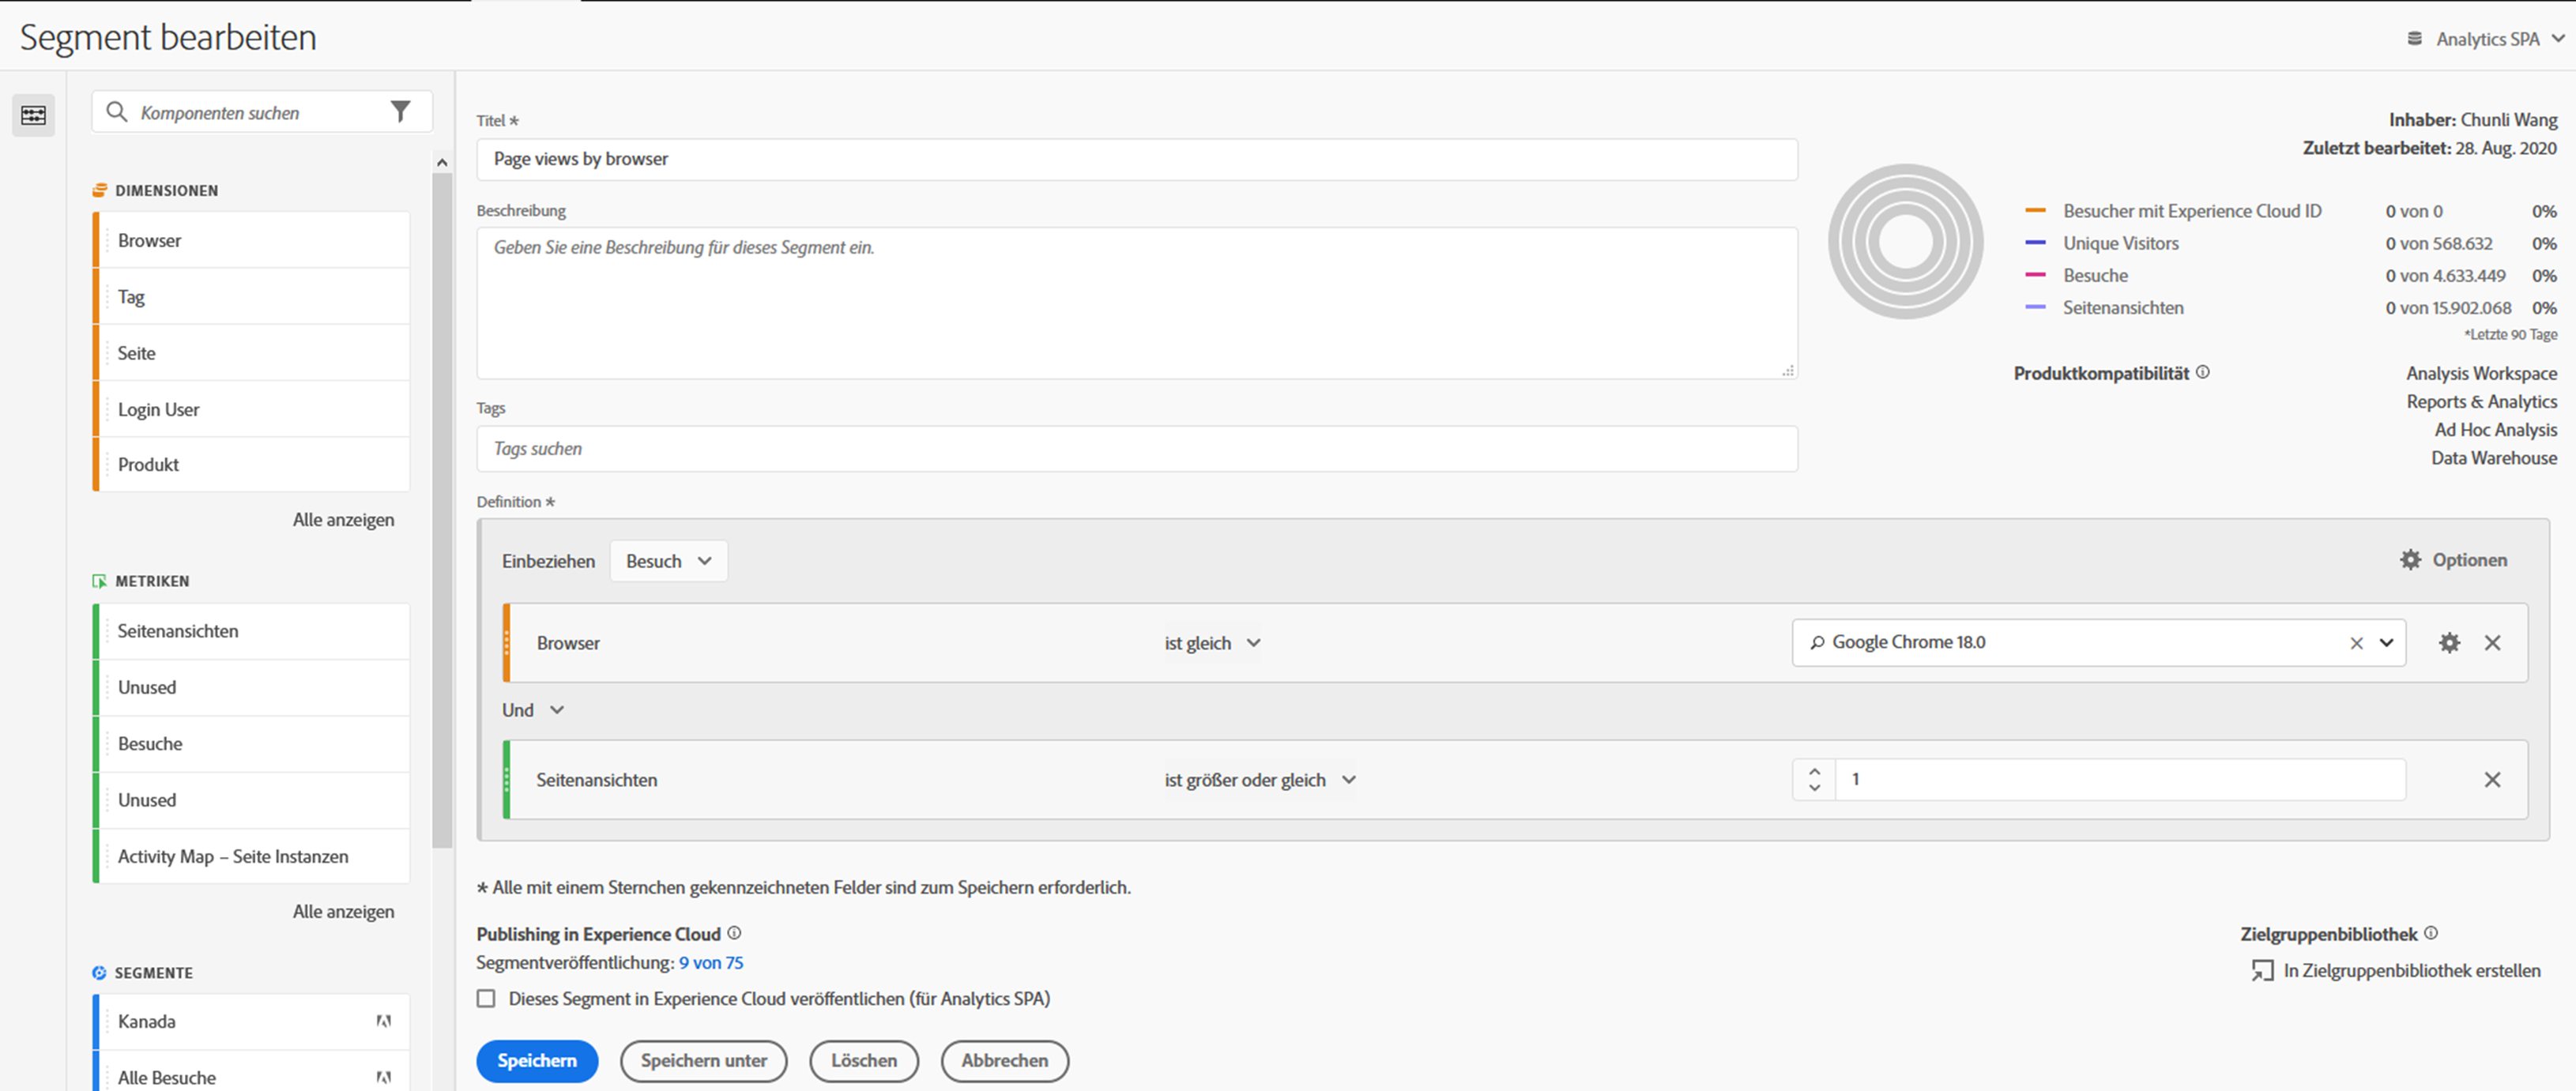 Segment bearbeiten
Analytics SPA
Komponenten suchen
DIMENSIONEN
Browser
Tag
Seite
Login User
Produkt
Alle anzeigen
METRIKEN
Seitenansichten
Unused
Besuche
Unused
Activity Map – Seite Instanzen
Alle anzeigen
SEGMENTE
Kanada
Alle Besuche
Titel *
Page views by browser
Beschreibung
Geben Sie eine Beschreibung für dieses Segment ein.
Tags
Tags suchen
Inhaber: Chunli Wang
Zuletzt bearbeitet: 28. Aug. 2020
Besucher mit Experience Cloud ID 0 von 0 0%
Unique Visitors 0 von 568.632 0%
Besuche 0 von 4.633.449 0%
Seitenansichten 0 von 15.902.068 0%
*Letzte 90 Tage
Produktkompatibilität Analysis Workspace
Reports & Analytics
Ad Hoc Analysis
Data Warehouse
Definition *
Einbeziehen Besuch Optionen
Browser ist gleich Google Chrome 18.0
Und
Seitenansichten ist größer oder gleich 1
* Alle mit einem Sternchen gekennzeichneten Felder sind zum Speichern erforderlich.
Publishing in Experience Cloud
Segmentveröffentlichung: 9 von 75
Dieses Segment in Experience Cloud veröffentlichen (für Analytics SPA)
Zielgruppenbibliothek
In Zielgruppenbibliothek erstellen
Speichern Speichern unter Löschen Abbrechen